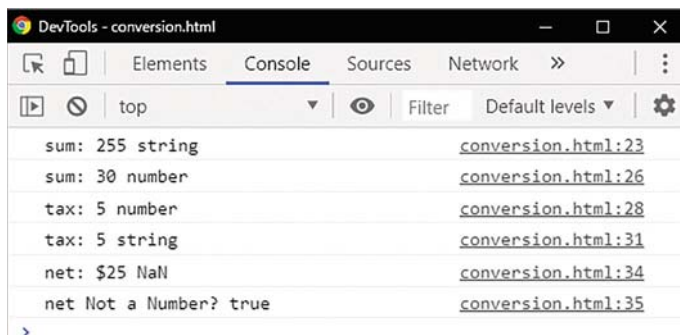 DevTools - conversion.html
Elements Console Sources Network »
top Filter Default levels
sum: 255 string conversion.html:23
sum: 30 number conversion.html:26
tax: 5 number conversion.html:28
tax: 5 string conversion.html:31
net: $25 NaN conversion.html:34
net Not a Number? true conversion.html:35
>